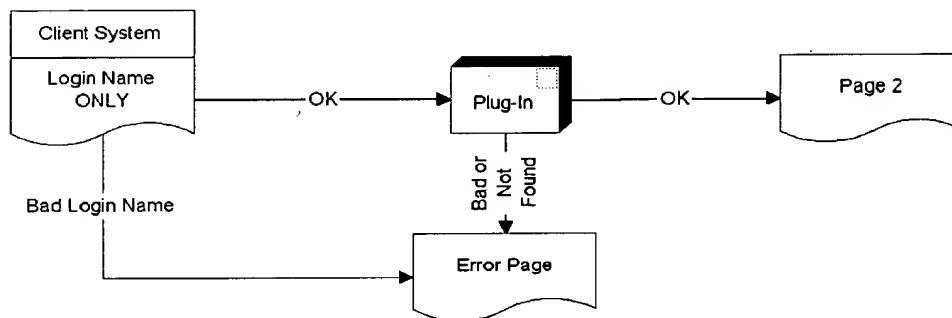 Client System
Login Name
ONLY
OK
Plug-In
OK
Page 2
Bad or
Not
Found
Bad Login Name
Error Page